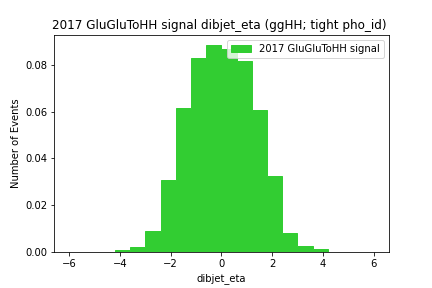 2017 GluGluToHH signal dibjet_eta (ggHH; tight pho_id)
2017 GluGluToHH signal
Number of Events
0.08
0.06
0.04
0.02
0.00
−6 −4 −2 0 2 4 6
dibjet_eta